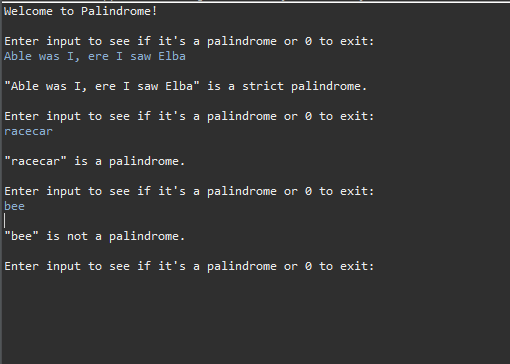 Welcome to Palindrome!
Enter input to see if it's a palindrome or 0 to exit:
Able was I, ere I saw Elba
"Able was I, ere I saw Elba" is a strict palindrome.
Enter input to see if it's a palindrome or 0 to exit:
racecar
"racecar" is a palindrome.
Enter input to see if it's a palindrome or 0 to exit:
bee
"bee" is not a palindrome.
Enter input to see if it's a palindrome or 0 to exit: